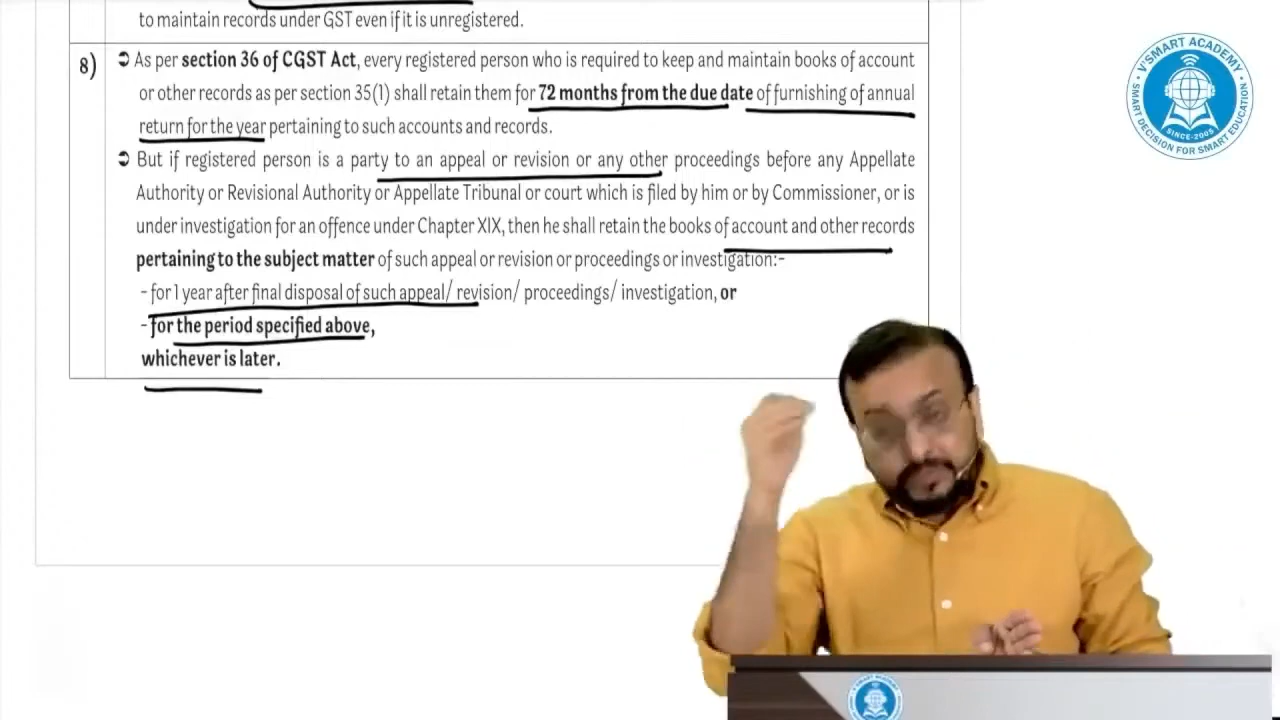 to maintain records under GST even if it is unregistered.
8) ➲ As per section 36 of CGST Act, every registered person who is required to keep and maintain books of account
or other records as per section 35(1) shall retain them for 72 months from the due date of furnishing of annual
return for the year pertaining to such accounts and records.
➲ But if registered person is a party to an appeal or revision or any other proceedings before any Appellate
Authority or Revisional Authority or Appellate Tribunal or court which is filed by him or by Commissioner, or is
under investigation for an offence under Chapter XIX, then he shall retain the books of account and other records
pertaining to the subject matter of such appeal or revision or proceedings or investigation:-
- for 1 year after final disposal of such appeal/ revision/ proceedings/ investigation, or
- for the period specified above,
whichever is later.
V'SMART ACADEMY
SINCE-2005
SMART DECISION FOR SMART EDUCATION